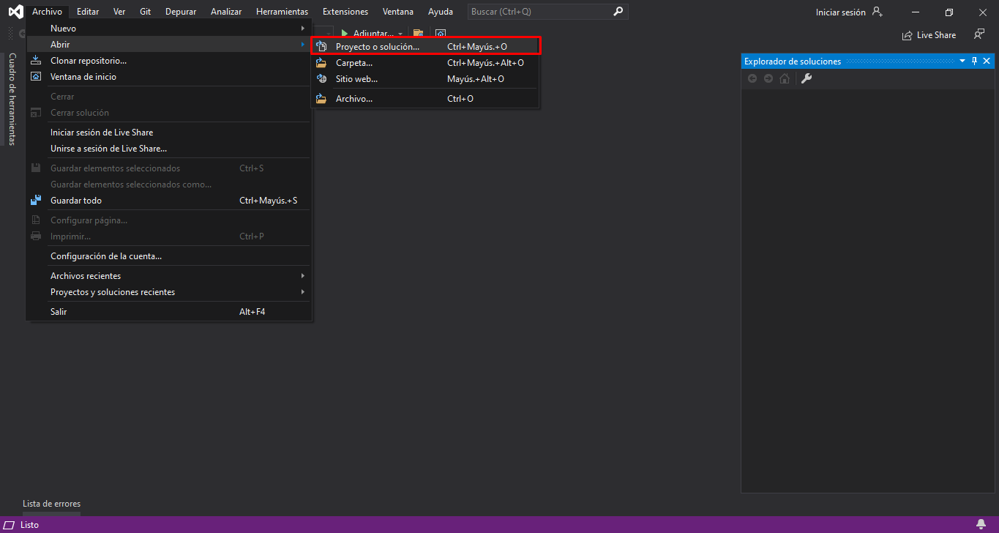 Archivo Editar Ver Git Depurar Analizar Herramientas Extensiones Ventana Ayuda Buscar (Ctrl+Q) Iniciar sesión
Adjuntar... Live Share
Nuevo
Abrir
Clonar repositorio...
Ventana de inicio
Cerrar
Cerrar solución
Iniciar sesión de Live Share
Unirse a sesión de Live Share...
Guardar elementos seleccionados Ctrl+S
Guardar elementos seleccionados como...
Guardar todo Ctrl+Mayús.+S
Configurar página...
Imprimir... Ctrl+P
Configuración de la cuenta...
Archivos recientes
Proyectos y soluciones recientes
Salir Alt+F4
Proyecto o solución... Ctrl+Mayús.+O
Carpeta... Ctrl+Mayús.+Alt+O
Sitio web... Mayús.+Alt+O
Archivo... Ctrl+O
Cuadro de herramientas
Explorador de soluciones
Lista de errores
Listo